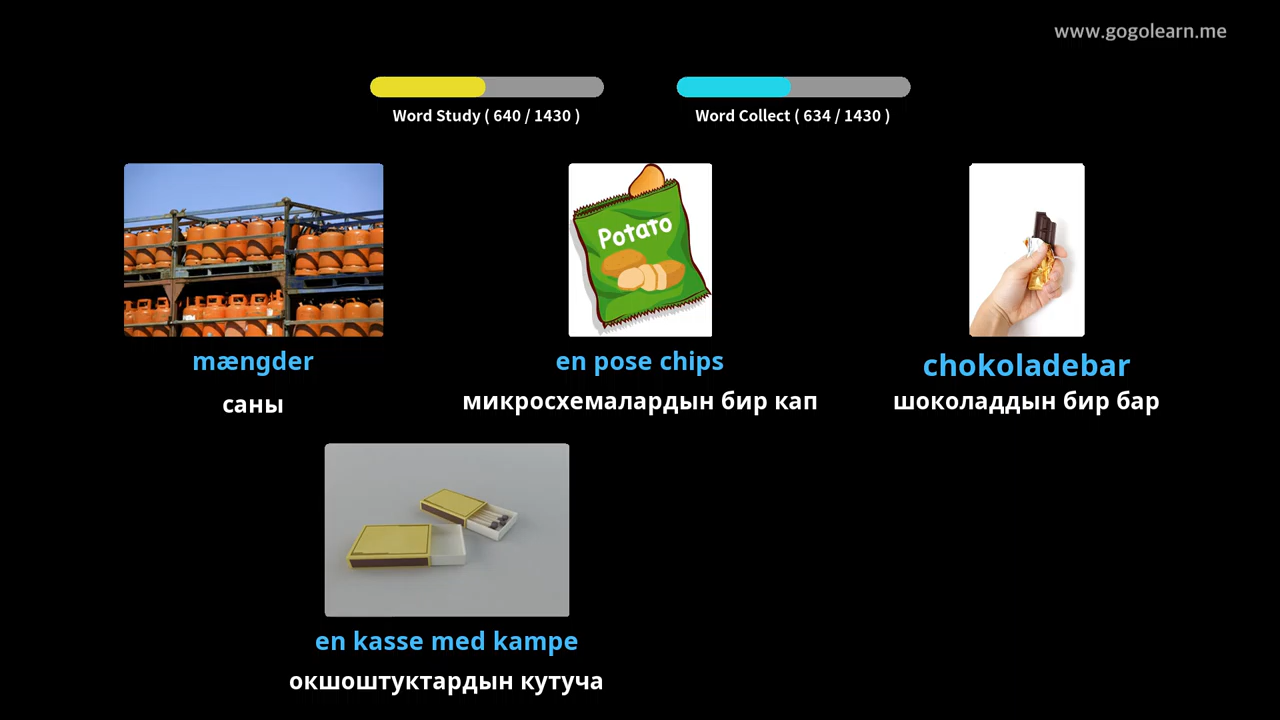 www.gogolearn.me
Word Study ( 640 / 1430 )
Word Collect ( 634 / 1430 )
Potato
mængder
en pose chips
chokoladebar
саны
микросхемалардын бир кап
шоколаддын бир бар
en kasse med kampe
окшоштуктардын кутуча